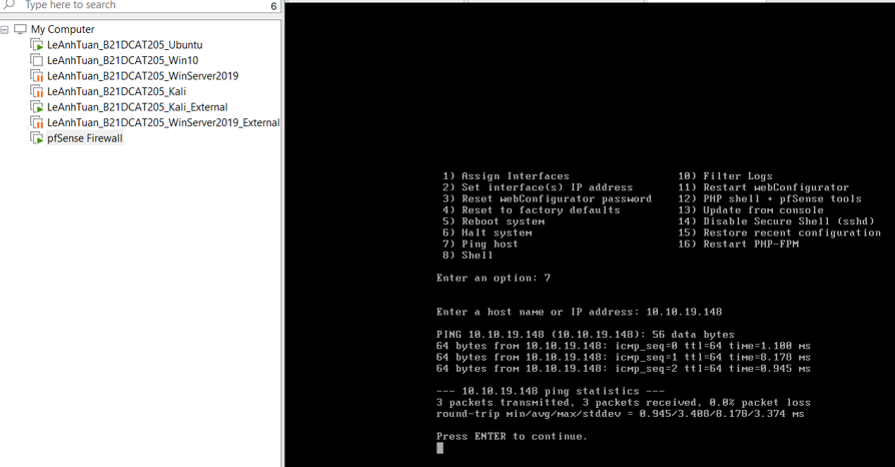 Type here to search
6
My Computer
LeAnhTuan_B21DCAT205_Ubuntu
LeAnhTuan_B21DCAT205_Win10
LeAnhTuan_B21DCAT205_WinServer2019
LeAnhTuan_B21DCAT205_Kali
LeAnhTuan_B21DCAT205_Kali_External
LeAnhTuan_B21DCAT205_WinServer2019_External
pfSense Firewall
1) Assign Interfaces 10) Filter Logs
2) Set interface(s) IP address 11) Restart webConfigurator
3) Reset webConfigurator password 12) PHP shell + pfSense tools
4) Reset to factory defaults 13) Update from console
5) Reboot system 14) Disable Secure Shell (sshd)
6) Halt system 15) Restore recent configuration
7) Ping host 16) Restart PHP-FPM
8) Shell
Enter an option: 7
Enter a host name or IP address: 10.10.19.148
PING 10.10.19.148 (10.10.19.148): 56 data bytes
64 bytes from 10.10.19.148: icmp_seq=0 ttl=64 time=1.100 ms
64 bytes from 10.10.19.148: icmp_seq=1 ttl=64 time=8.178 ms
64 bytes from 10.10.19.148: icmp_seq=2 ttl=64 time=0.945 ms
--- 10.10.19.148 ping statistics ---
3 packets transmitted, 3 packets received, 0.0% packet loss
round-trip min/avg/max/stddev = 0.945/3.408/8.178/3.374 ms
Press ENTER to continue.